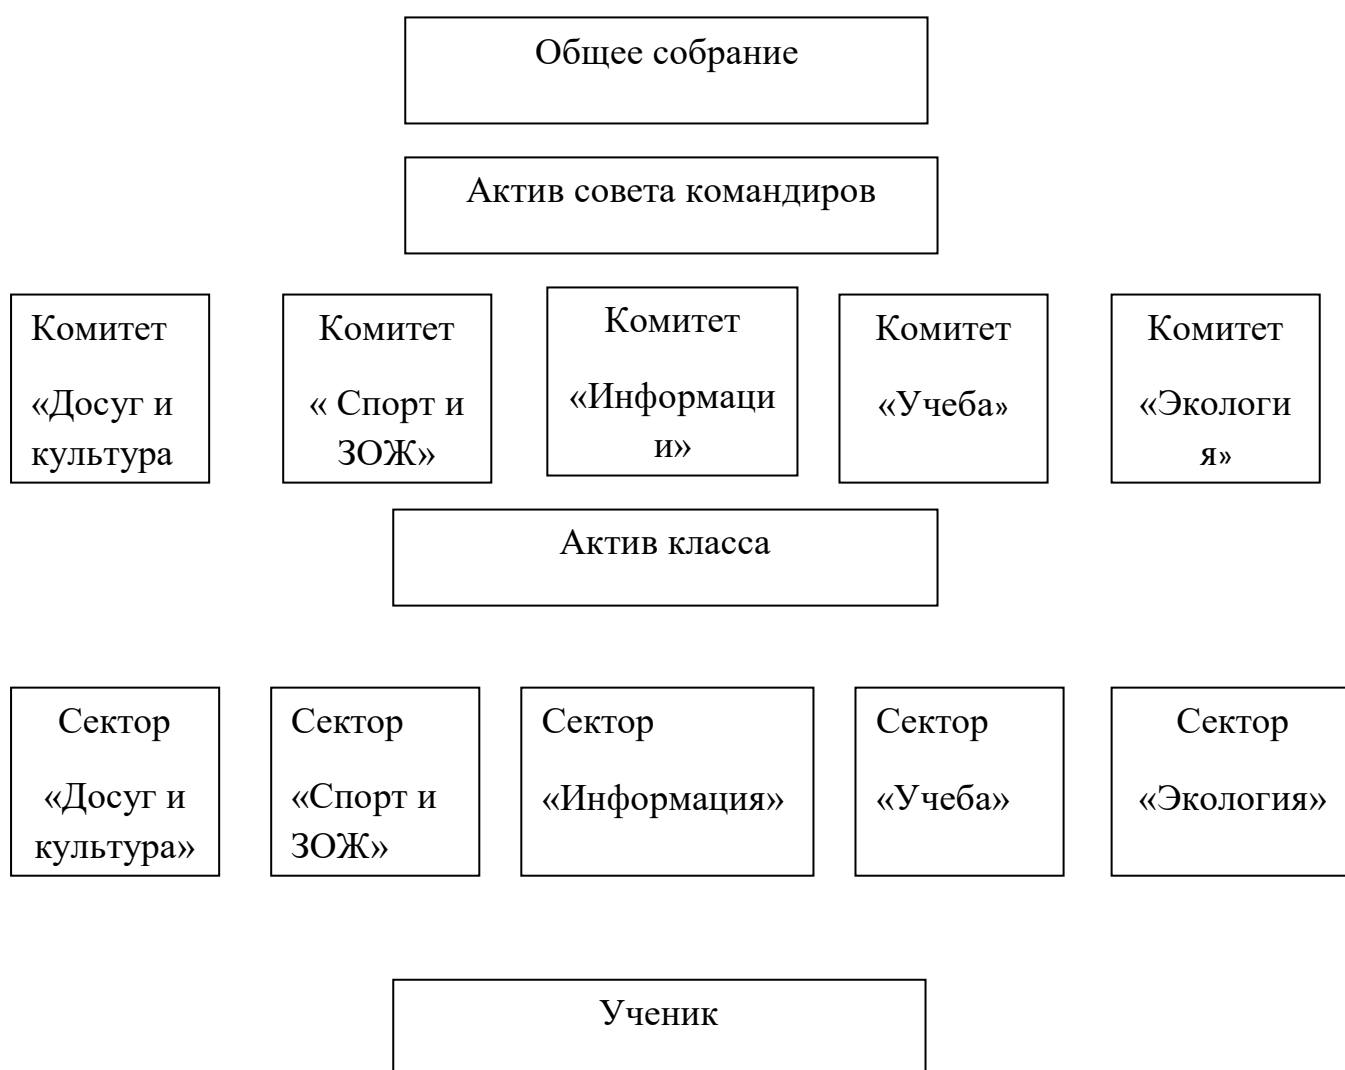 Общее собрание
Актив совета командиров
Комитет
«Досуг и
культура
Комитет
« Спорт и
ЗОЖ»
Комитет
«Информаци
и»
Комитет
«Учеба»
Комитет
«Экологи
я»
Актив класса
Сектор
«Досуг и
культура»
Сектор
«Спорт и
ЗОЖ»
Сектор
«Информация»
Сектор
«Учеба»
Сектор
«Экология»
Ученик